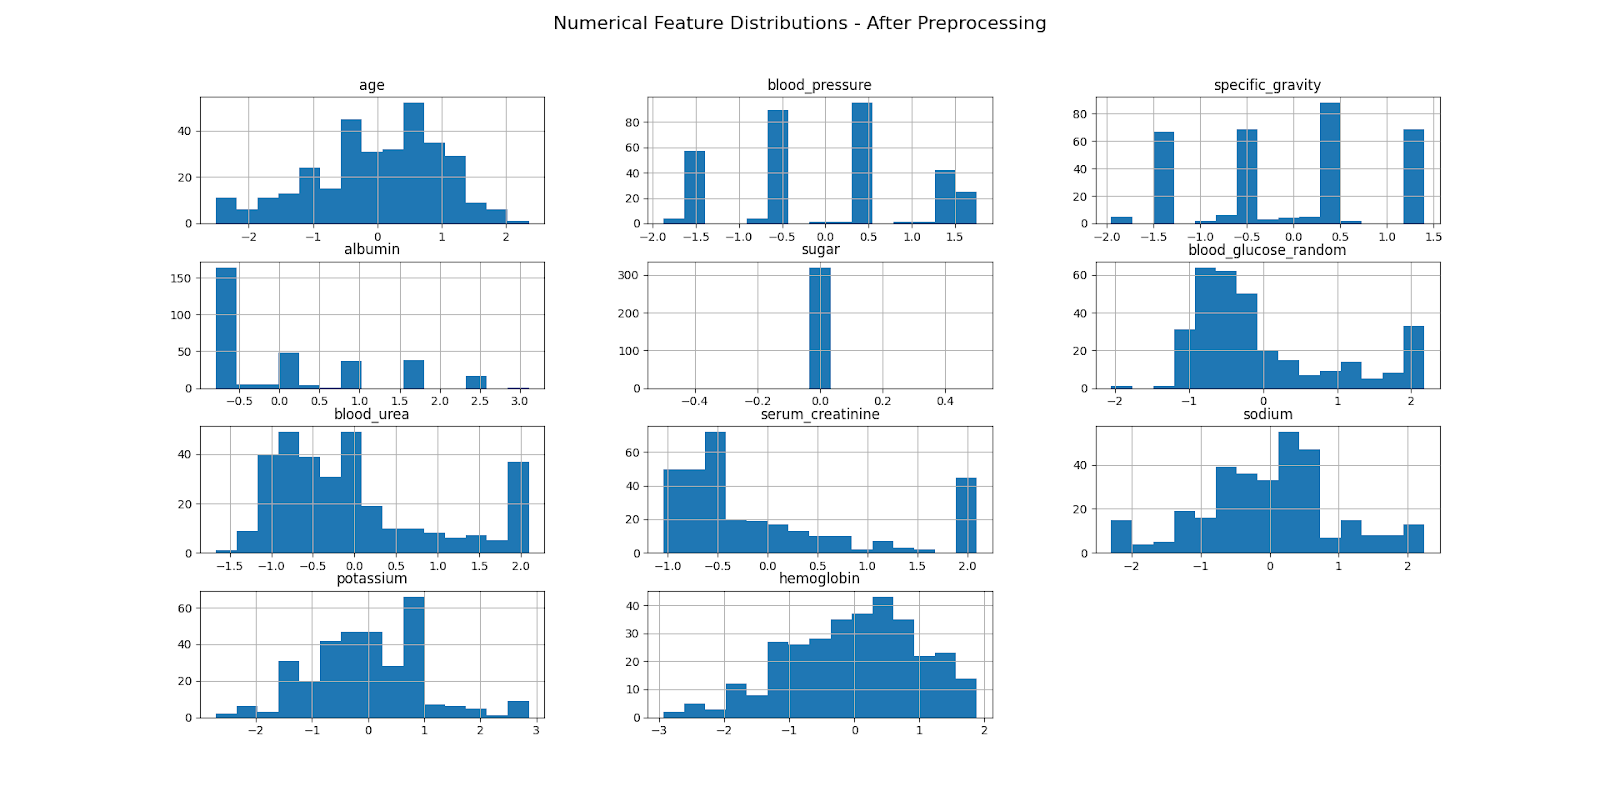 Numerical Feature Distributions - After Preprocessing
age
blood_pressure
specific_gravity
40
20
0
−2 −1 0 1 2
80
60
40
20
0
−2.0 −1.5 −1.0 −0.5 0.0 0.5 1.0 1.5
80
60
40
20
0
−2.0 −1.5 −1.0 −0.5 0.0 0.5 1.0 1.5
albumin
sugar
blood_glucose_random
150
100
50
0
−0.5 0.0 0.5 1.0 1.5 2.0 2.5 3.0
300
200
100
0
−0.4 −0.2 0.0 0.2 0.4
60
40
20
0
−2 −1 0 1 2
blood_urea
serum_creatinine
sodium
40
20
0
−1.5 −1.0 −0.5 0.0 0.5 1.0 1.5 2.0
60
40
20
0
−1.0 −0.5 0.0 0.5 1.0 1.5 2.0
40
20
0
−2 −1 0 1 2
potassium
hemoglobin
60
40
20
0
−2 −1 0 1 2 3
40
30
20
10
0
−3 −2 −1 0 1 2